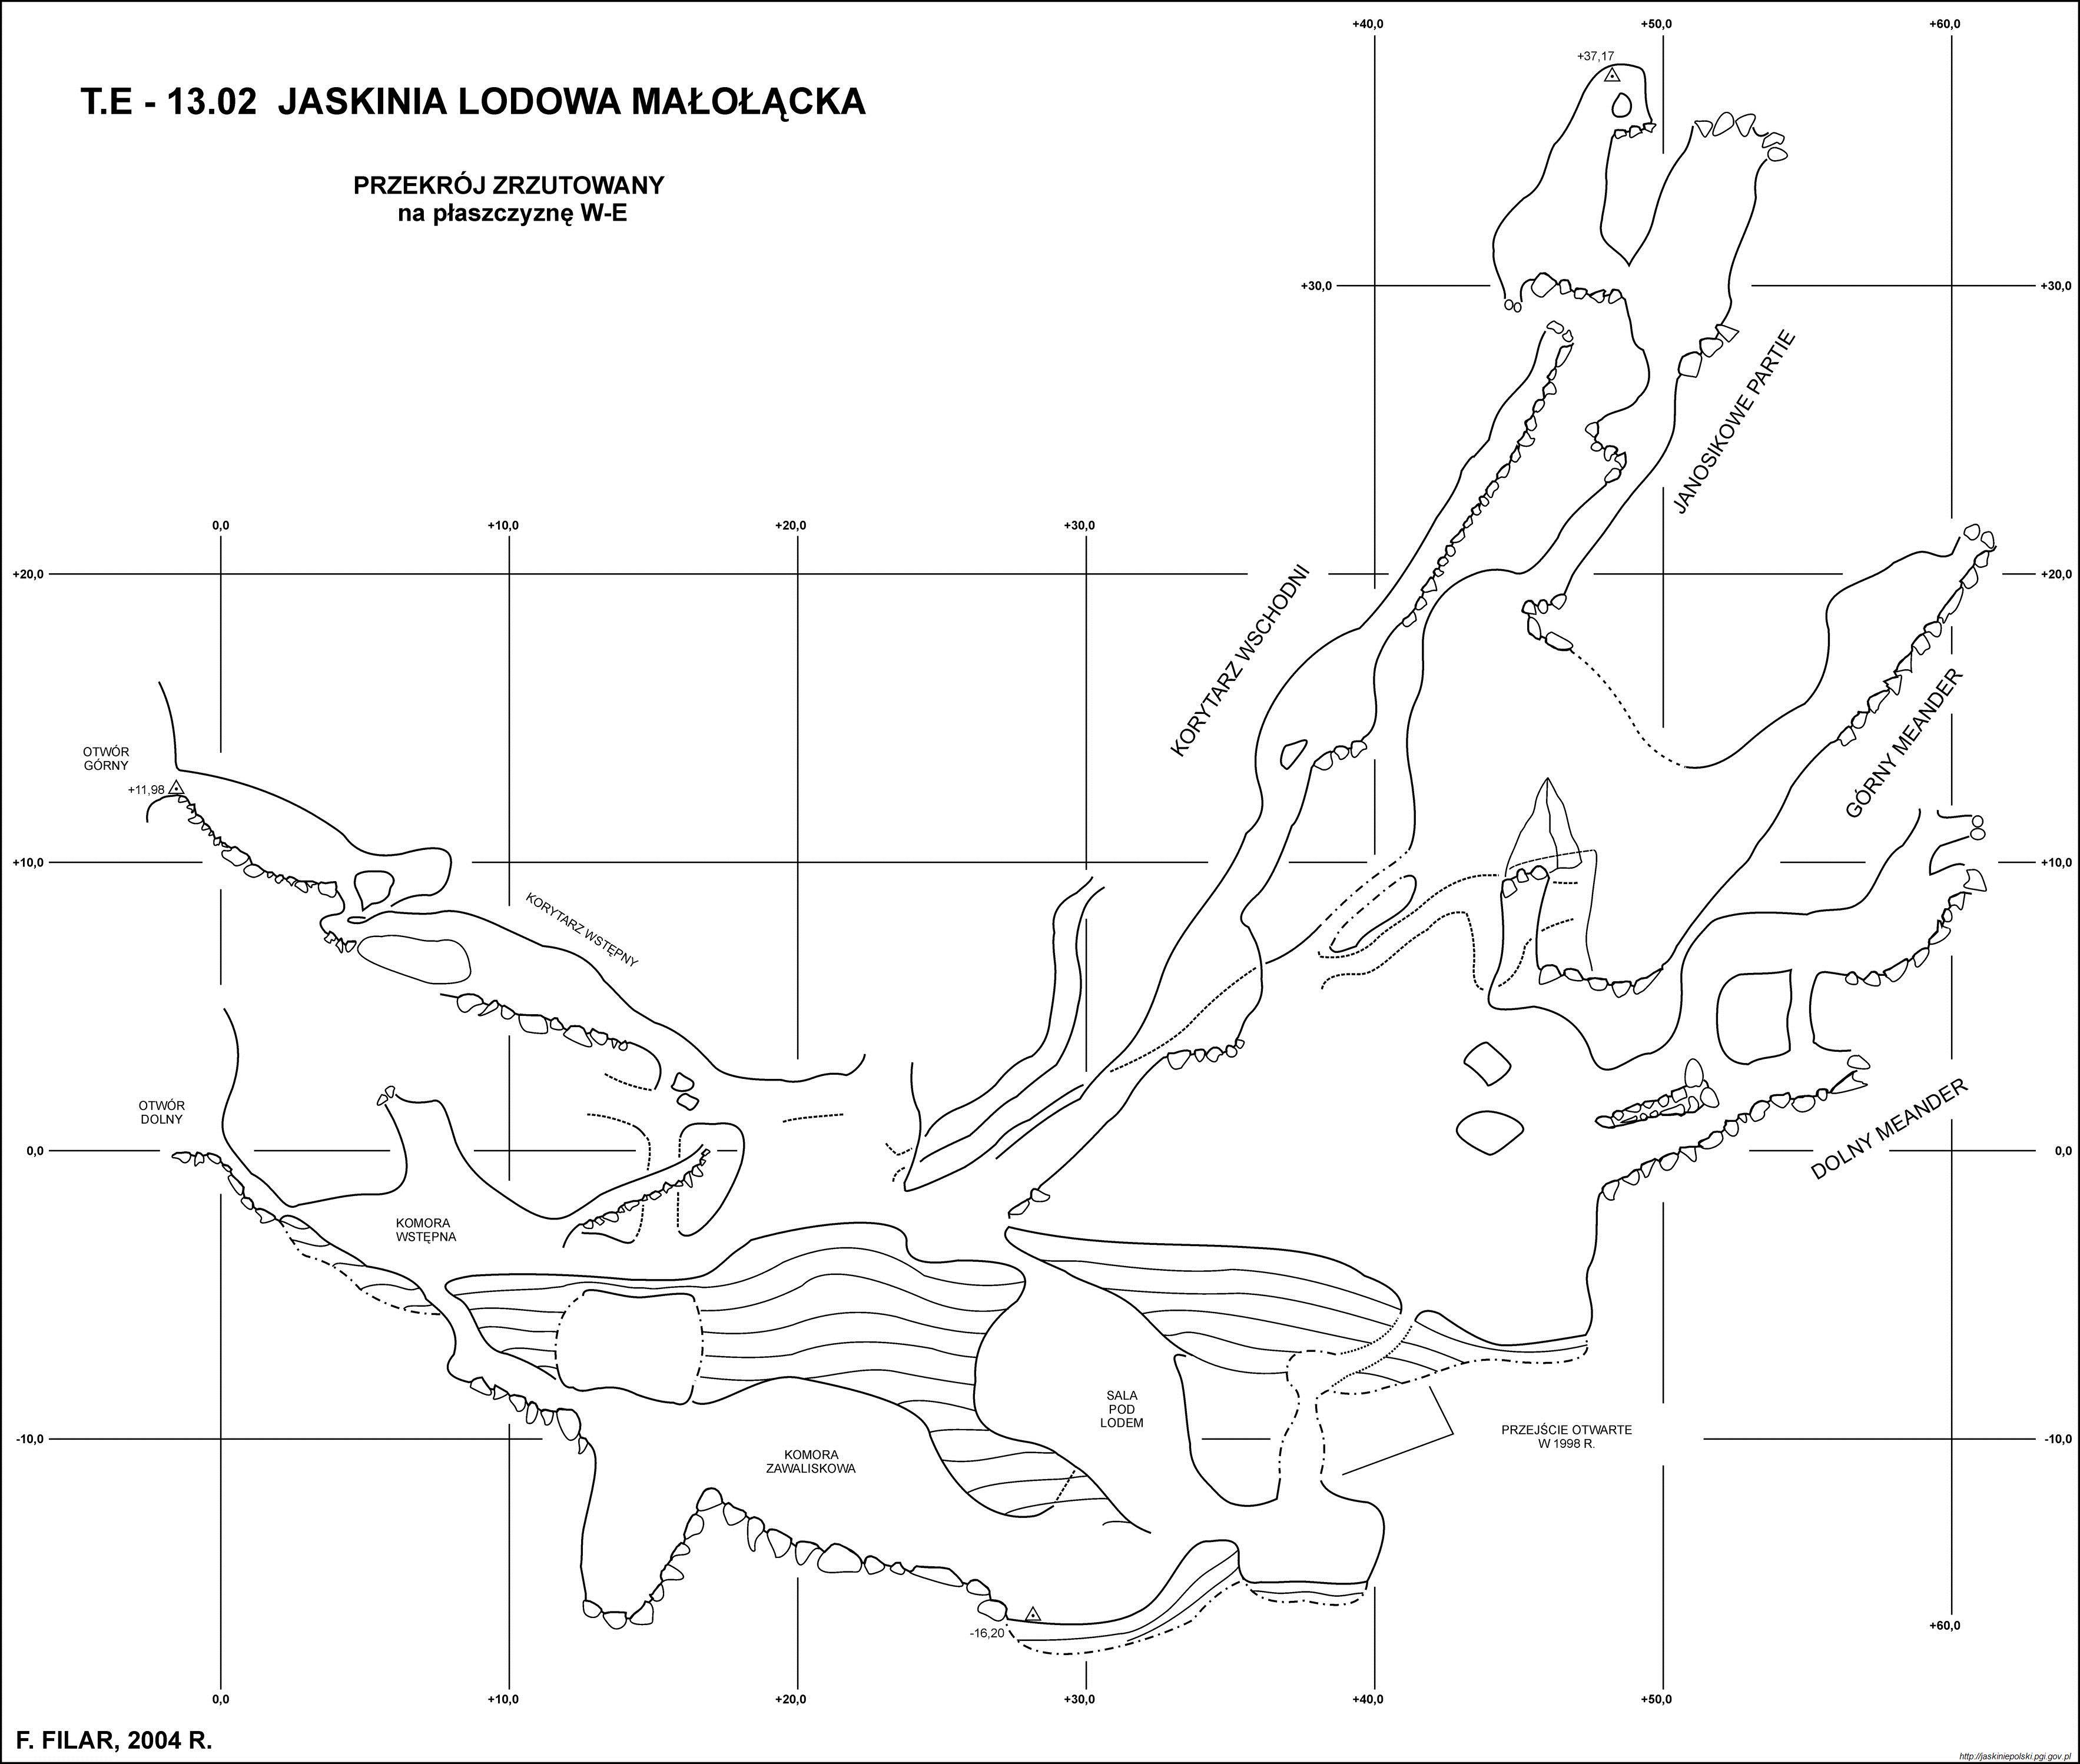 +40,0
+50,0
+60,0
+37,17
T.E - 13.02 JASKINIA LODOWA MAŁOŁĄCKA
PRZEKRÓJ ZRZUTOWANY
na płaszczyznę W-E
+30,0
+30,0
JANOSIKOWE PARTIE
0,0
+10,0
+20,0
+30,0
+20,0
+20,0
KORYTARZ WSCHODNI
GÓRNY MEANDER
OTWÓR
GÓRNY
+11,98
+10,0
+10,0
KORYTARZ WSTĘPNY
OTWÓR
DOLNY
DOLNY MEANDER
0,0
0,0
KOMORA
WSTĘPNA
SALA
POD
LODEM
PRZEJŚCIE OTWARTE
W 1998 R.
-10,0
-10,0
KOMORA
ZAWALISKOWA
-16,20
+60,0
0,0
+10,0
+20,0
+30,0
+40,0
+50,0
F. FILAR, 2004 R.
http://jaskiniepolski.pgi.gov.pl